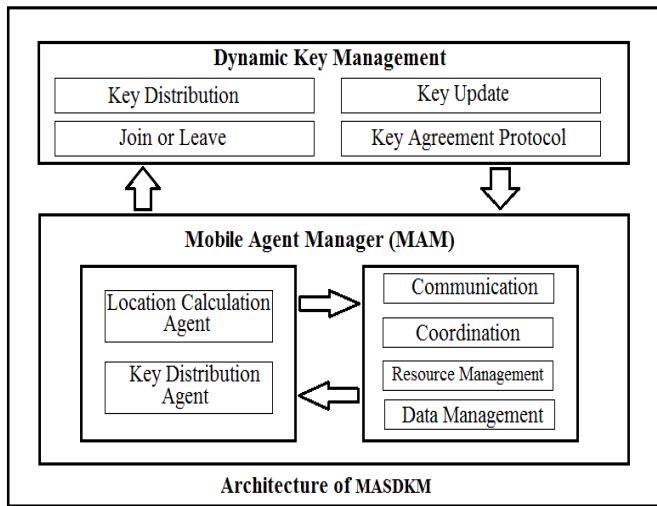 Dynamic Key Management
Key Distribution
Key Update
Join or Leave
Key Agreement Protocol
Mobile Agent Manager (MAM)
Location Calculation
Agent
Key Distribution
Agent
Communication
Coordination
Resource Management
Data Management
Architecture of MASDKM